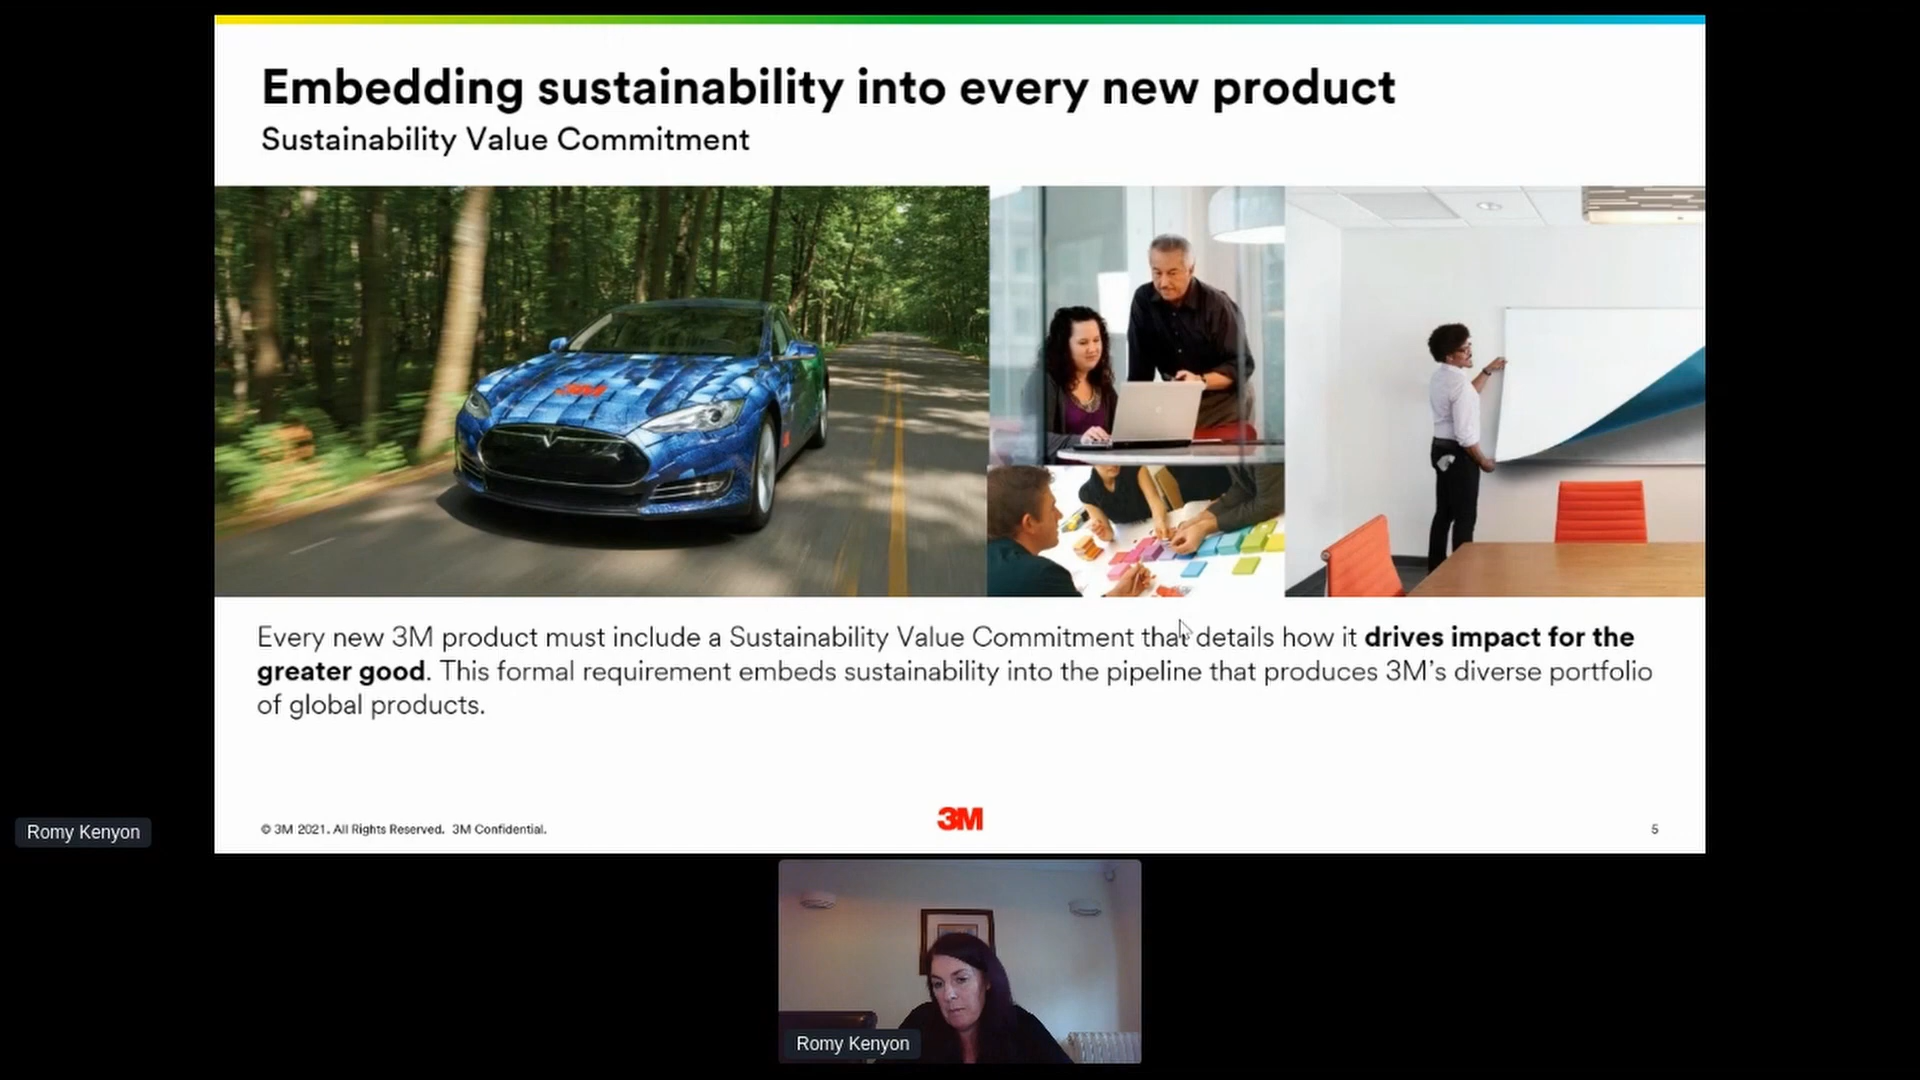 Embedding sustainability into every new product
Sustainability Value Commitment
3M
Every new 3M product must include a Sustainability Value Commitment that details how it drives impact for the
greater good. This formal requirement embeds sustainability into the pipeline that produces 3M's diverse portfolio
of global products.
© 3M 2021. All Rights Reserved. 3M Confidential.
3M
5
Romy Kenyon
Romy Kenyon